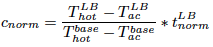 c_{norm} = \frac{T_{hot}^{LB} - T_{ac}^{LB}}{T_{hot}^{base} - T_{ac}^{base}} * t_{norm}^{LB}